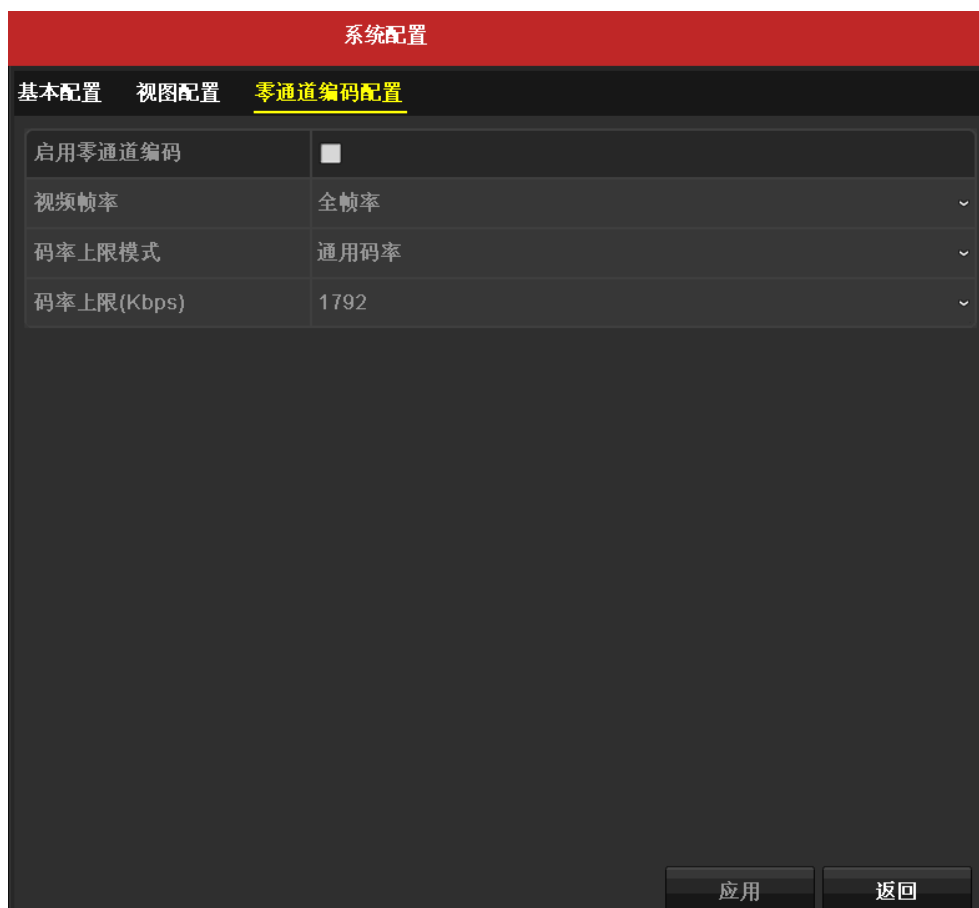 系统配置
基本配置 视图配置 零通道编码配置
启用零通道编码
视频帧率 全帧率
码率上限模式 通用码率
码率上限(Kbps) 1792
应用 返回